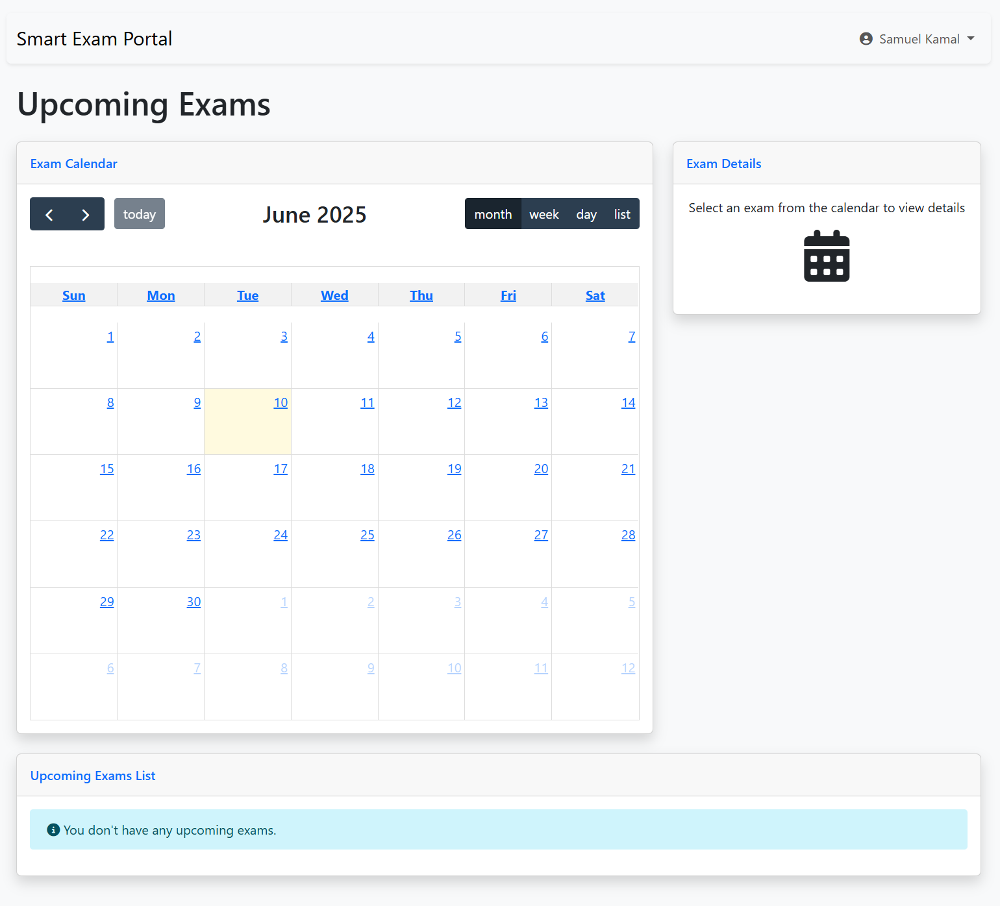 Smart Exam Portal
Samuel Kamal
Upcoming Exams
Exam Calendar
today
June 2025
month week day list
Sun Mon Tue Wed Thu Fri Sat
1 2 3 4 5 6 7
8 9 10 11 12 13 14
15 16 17 18 19 20 21
22 23 24 25 26 27 28
29 30 1 2 3 4 5
6 7 8 9 10 11 12
Exam Details
Select an exam from the calendar to view details
Upcoming Exams List
You don't have any upcoming exams.